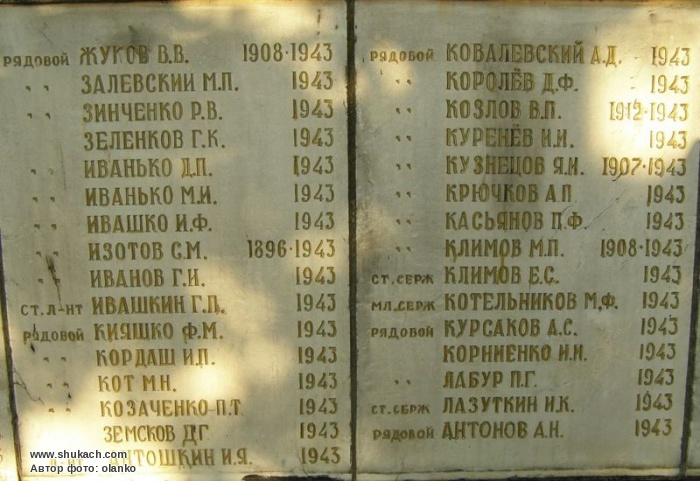 рядовой ЖУКОВ В.В. 1908-1943
" ЗАЛЕВСКИЙ М.П. 1943
" ЗИНЧЕНКО Р.В. 1943
ЗЕЛЕНКОВ Г.К. 1943
" ИВАНЬКО Д.П. 1943
" ИВАНЬКО М.И. 1943
" ИВАШКО И.Ф. 1943
" ИЗОТОВ С.М. 1896-1943
" ИВАНОВ Г.И. 1943
СТ.Л-НТ ИВАШКИН Г.П. 1943
рядовой КИЯШКО Ф.М. 1943
" КОРДАШ И.П. 1943
" КОТ М.Н. 1943
" КОЗАЧЕНКО П.Т. 1943
ЗЕМСКОВ Д.Г. 1943
АНТОШКИН И.Я. 1943
рядовой КОВАЛЕВСКИЙ А.Д. 1943
" КОРОЛЁВ Д.Ф. 1943
" КОЗЛОВ В.П. 1912-1943
" КУРЕНЁВ И.И. 1943
" КУЗНЕЦОВ Я.И. 1907-1943
" КРЮЧКОВ А.П. 1943
" КАСЬЯНОВ П.Ф. 1943
" КЛИМОВ М.П. 1908-1943
СТ.СЕРЖ КЛИМОВ Е.С. 1943
МЛ.СЕРЖ КОТЕЛЬНИКОВ М.Ф. 1943
рядовой КУРСАКОВ А.С. 1943
КОРНИЕНКО И.И. 1943
" ЛАБУР П.Г. 1943
СТ.СЕРЖ ЛАЗУТКИН И.К. 1943
рядовой АНТОНОВ А.Н. 1943
www.shukach.com
Автор фото: olanko